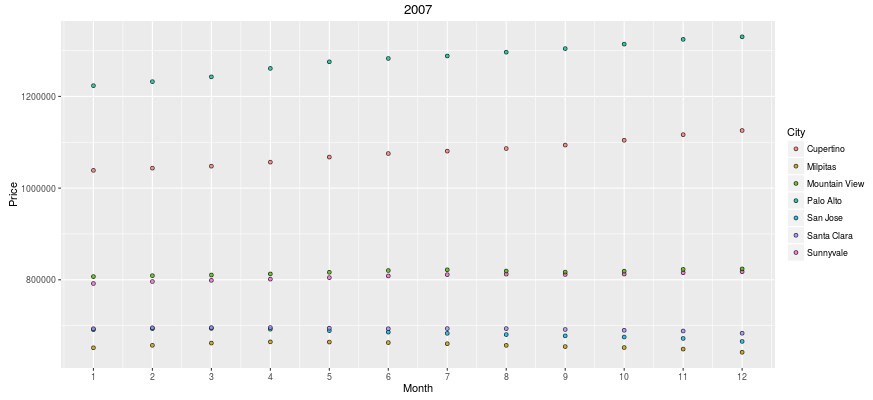 2007
1200000
1000000
800000
Price
1 2 3 4 5 6 7 8 9 10 11 12
Month
City
Cupertino
Milpitas
Mountain View
Palo Alto
San Jose
Santa Clara
Sunnyvale